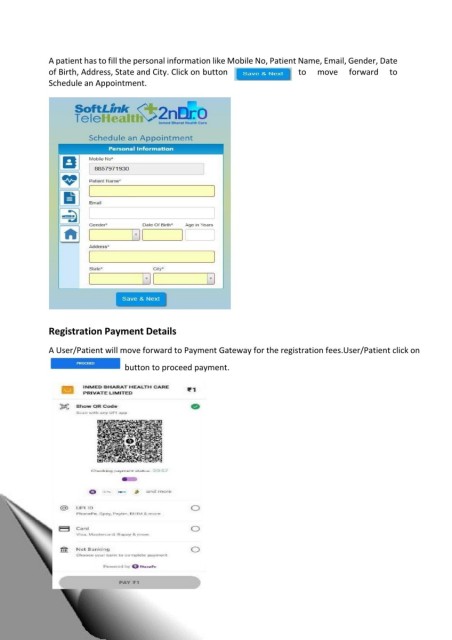 A patient has to fill the personal information like Mobile No, Patient Name, Email, Gender, Date
of Birth, Address, State and City. Click on button Save & Next to move forward to
Schedule an Appointment.
SoftLink
TeleHealth
2nDrO
Inmed Bharat Health Care
Schedule an Appointment
Personal Information
Mobile No*
8867971930
Patient Name*
Email
Gender* Date Of Birth* Age in Years
Address*
State* City*
Save & Next
Registration Payment Details
A User/Patient will move forward to Payment Gateway for the registration fees.User/Patient click on
PROCEED button to proceed payment.
INMED BHARAT HEALTH CARE
PRIVATE LIMITED
₹1
Show QR Code
Scan with any UPI app
Checking payment status
and more
UPI ID
PhonePe, Gpay, Paytm, BHIM & more
Card
Visa, Mastercard, Rupay & more
Net Banking
Choose your bank to complete payment
Powered by
PAY ₹1